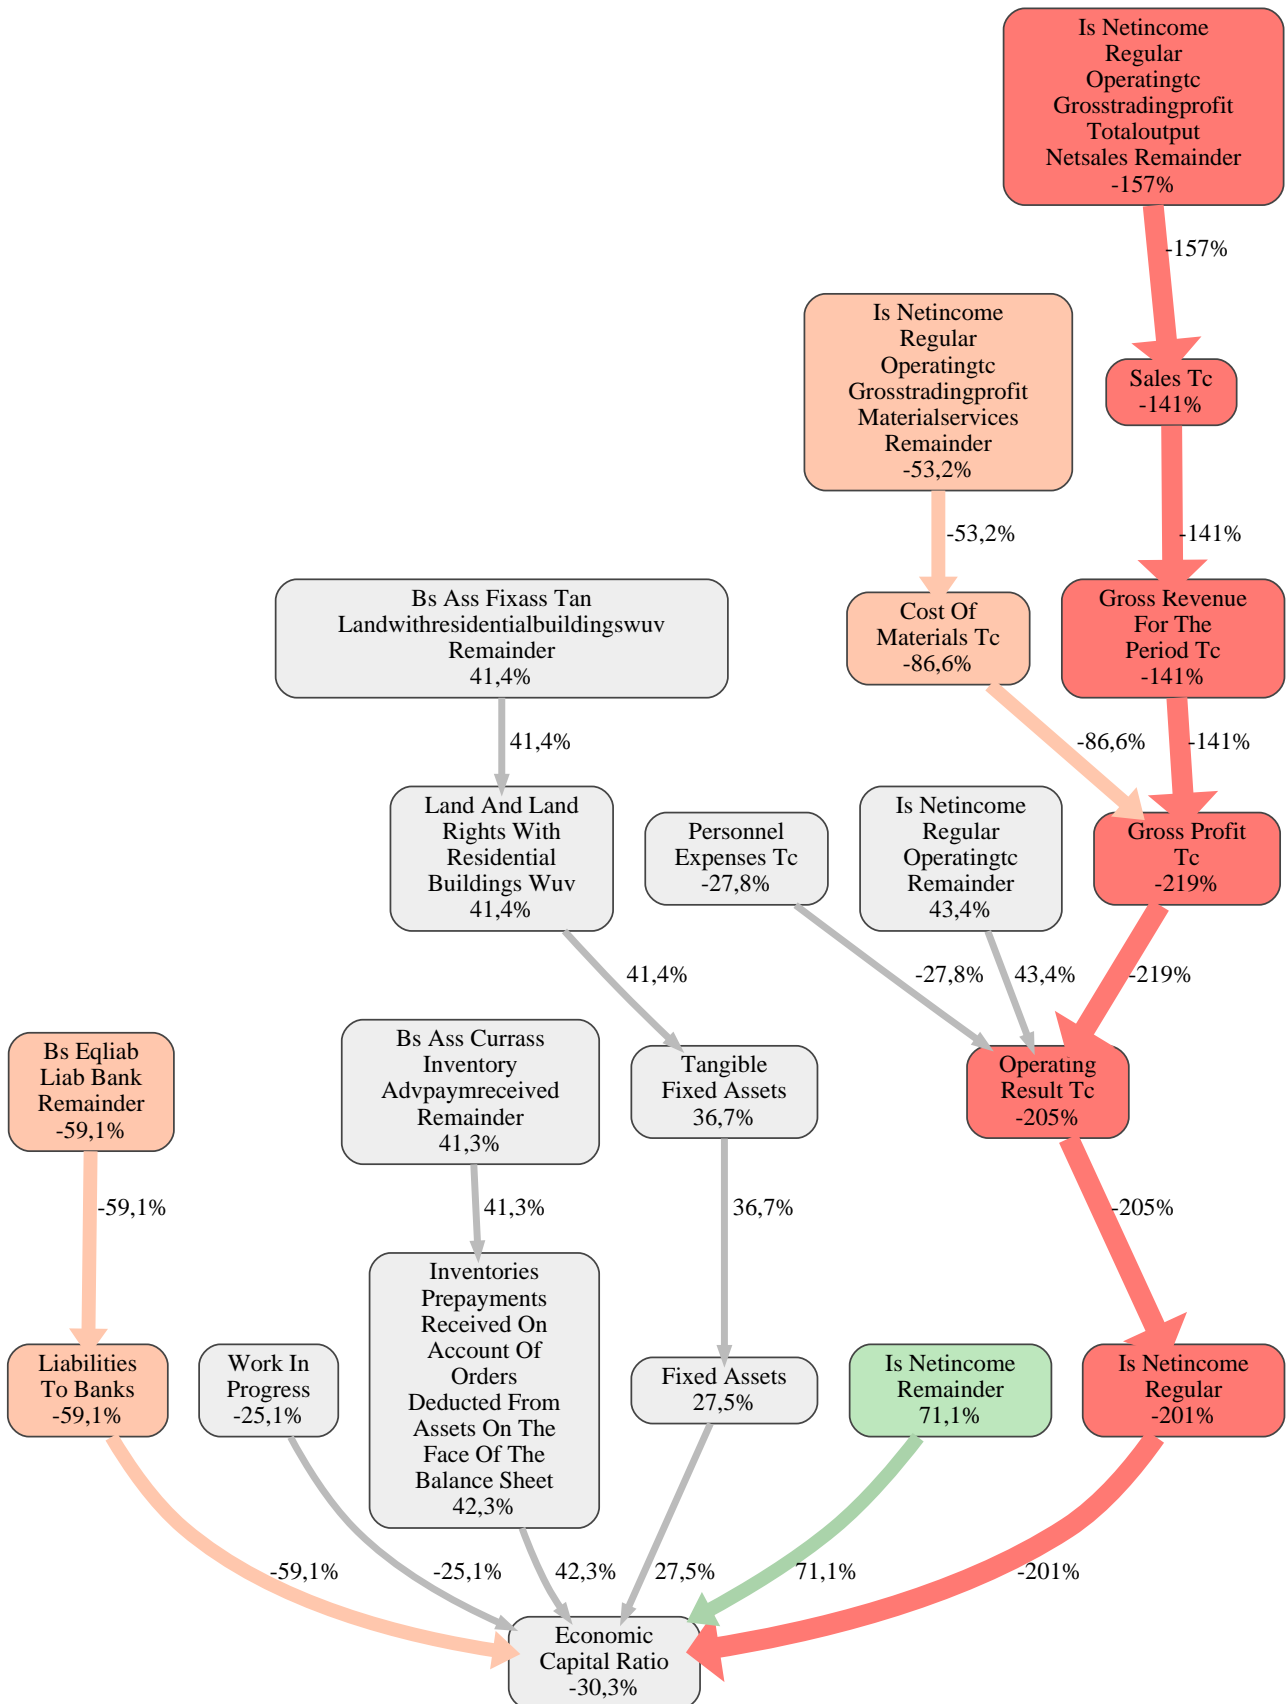 Is Netincome
Regular
Operatingtc
Grosstradingprofit
Totaloutput
Netsales Remainder
-157%
-157%
Is Netincome
Regular
Operatingtc
Grosstradingprofit
Materialservices
Remainder
-53,2%
Sales Tc
-141%
-53,2%
-141%
Bs Ass Fixass Tan
Landwithresidentialbuildingswuv
Remainder
41,4%
Cost Of
Materials Tc
-86,6%
Gross Revenue
For The
Period Tc
-141%
41,4%
-86,6%
-141%
Land And Land
Rights With
Residential
Buildings Wuv
41,4%
Personnel
Expenses Tc
-27,8%
Is Netincome
Regular
Operatingtc
Remainder
43,4%
Gross Profit
Tc
-219%
41,4%
-27,8%
43,4%
-219%
Bs Eqliab
Liab Bank
Remainder
-59,1%
Bs Ass Currass
Inventory
Advpaymreceived
Remainder
41,3%
Tangible
Fixed Assets
36,7%
Operating
Result Tc
-205%
-59,1%
41,3%
36,7%
-205%
Liabilities
To Banks
-59,1%
Work In
Progress
-25,1%
Inventories
Prepayments
Received On
Account Of
Orders
Deducted From
Assets On The
Face Of The
Balance Sheet
42,3%
Fixed Assets
27,5%
Is Netincome
Remainder
71,1%
Is Netincome
Regular
-201%
-59,1%
-25,1%
42,3%
27,5%
71,1%
-201%
Economic
Capital Ratio
-30,3%